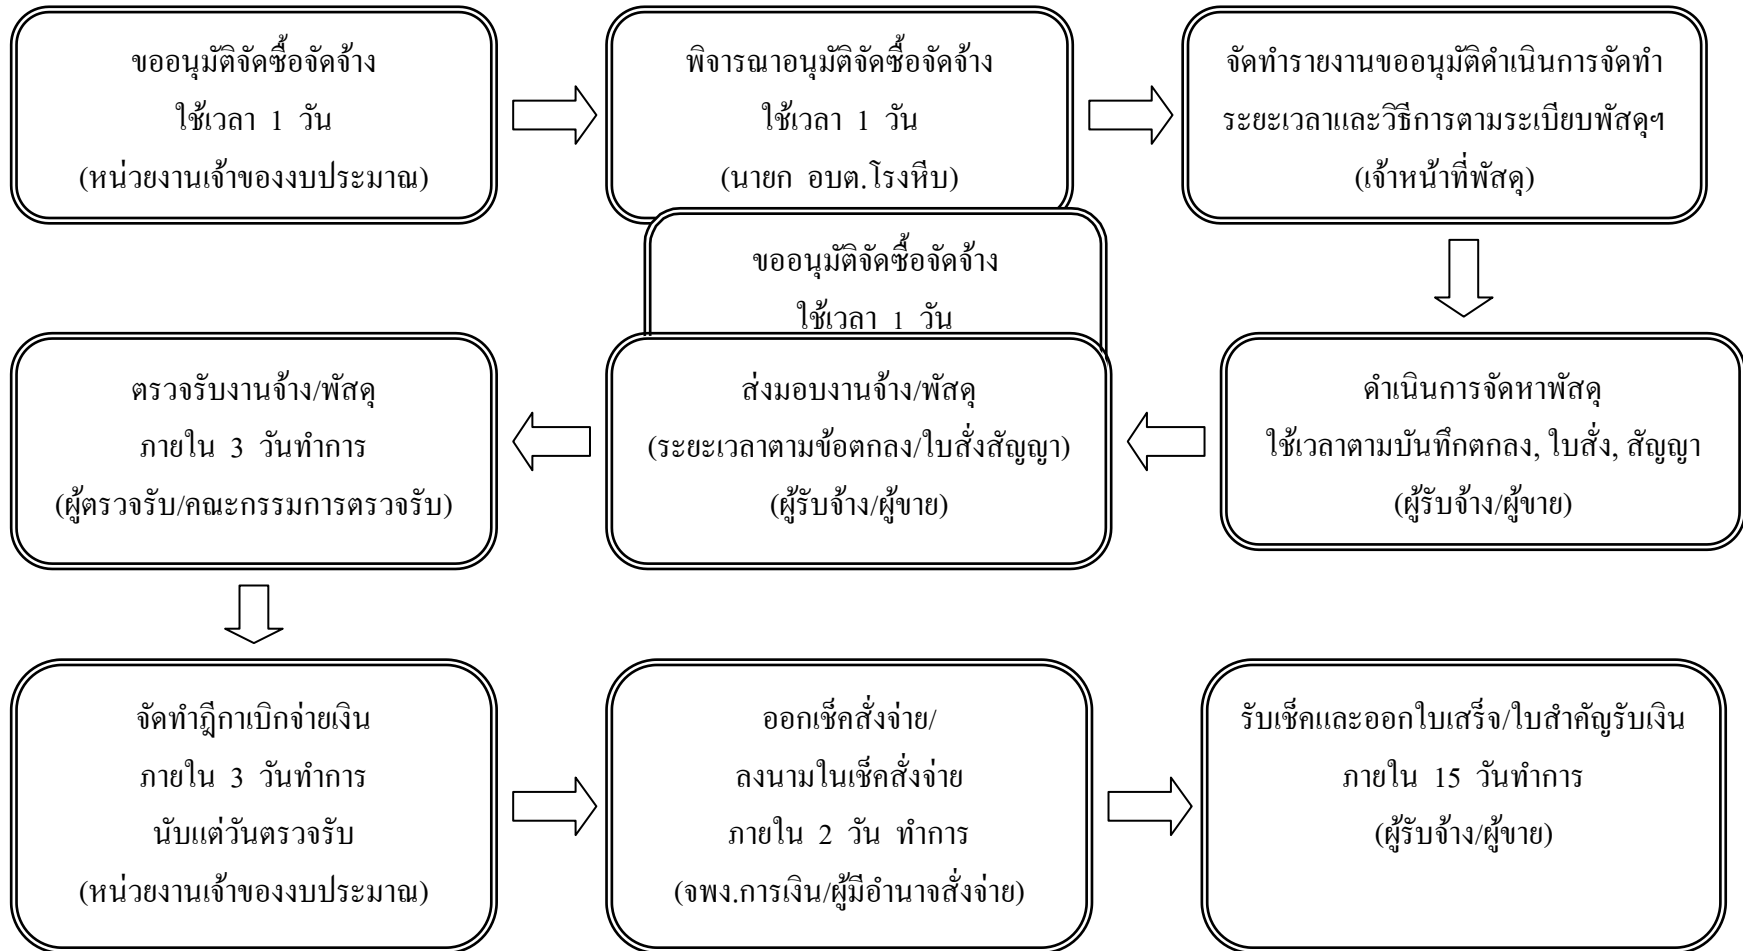 ขออนุมัติจัดซื้อจัดจ้าง
ใช้เวลา 1 วัน
(หน่วยงานเจ้าของงบประมาณ)
พิจารณาอนุมัติจัดซื้อจัดจ้าง
ใช้เวลา 1 วัน
(นายก อบต.โรงหีบ)
จัดทำรายงานขออนุมัติดำเนินการจัดทำ
ระยะเวลาและวิธีการตามระเบียบพัสดุฯ
(เจ้าหน้าที่พัสดุ)
ขออนุมัติจัดซื้อจัดจ้าง
ใช้เวลา 1 วัน
ดำเนินการจัดหาพัสดุ
ใช้เวลาตามบันทึกตกลง, ใบสั่ง, สัญญา
(ผู้รับจ้าง/ผู้ขาย)
ส่งมอบงานจ้าง/พัสดุ
(ระยะเวลาตามข้อตกลง/ใบสั่งสัญญา)
(ผู้รับจ้าง/ผู้ขาย)
ตรวจรับงานจ้าง/พัสดุ
ภายใน 3 วันทำการ
(ผู้ตรวจรับ/คณะกรรมการตรวจรับ)
จัดทำฎีกาเบิกจ่ายเงิน
ภายใน 3 วันทำการ
นับแต่วันตรวจรับ
(หน่วยงานเจ้าของงบประมาณ)
ออกเช็คสั่งจ่าย/
ลงนามในเช็คสั่งจ่าย
ภายใน 2 วัน ทำการ
(จพง.การเงิน/ผู้มีอำนาจสั่งจ่าย)
รับเช็คและออกใบเสร็จ/ใบสำคัญรับเงิน
ภายใน 15 วันทำการ
(ผู้รับจ้าง/ผู้ขาย)